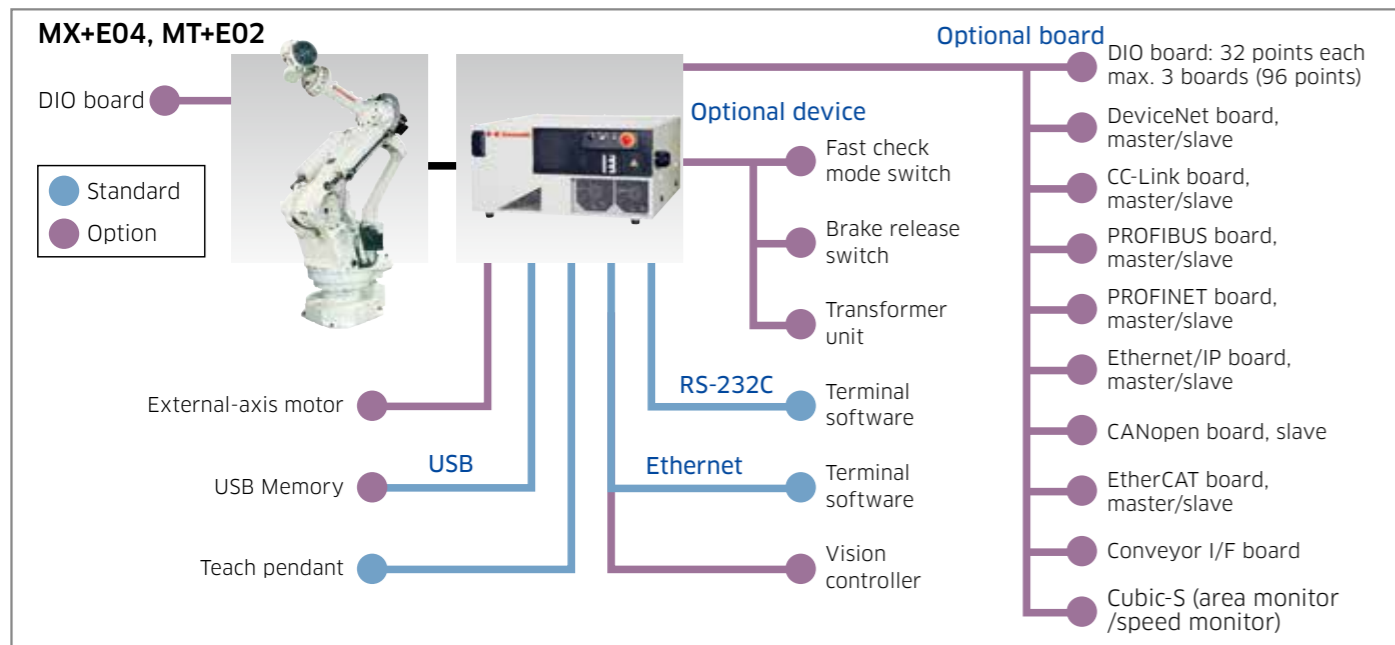 MX+E04, MT+E02
DIO board
Standard
Option
Optional device
Fast check
mode switch
Brake release
switch
Transformer
unit
External-axis motor
RS-232C
Terminal
software
USB
USB Memory
Ethernet
Terminal
software
Teach pendant
Vision
controller
Optional board
DIO board: 32 points each
max. 3 boards (96 points)
DeviceNet board,
master/slave
CC-Link board,
master/slave
PROFIBUS board,
master/slave
PROFINET board,
master/slave
Ethernet/IP board,
master/slave
CANopen board, slave
EtherCAT board,
master/slave
Conveyor I/F board
Cubic-S (area monitor
/speed monitor)